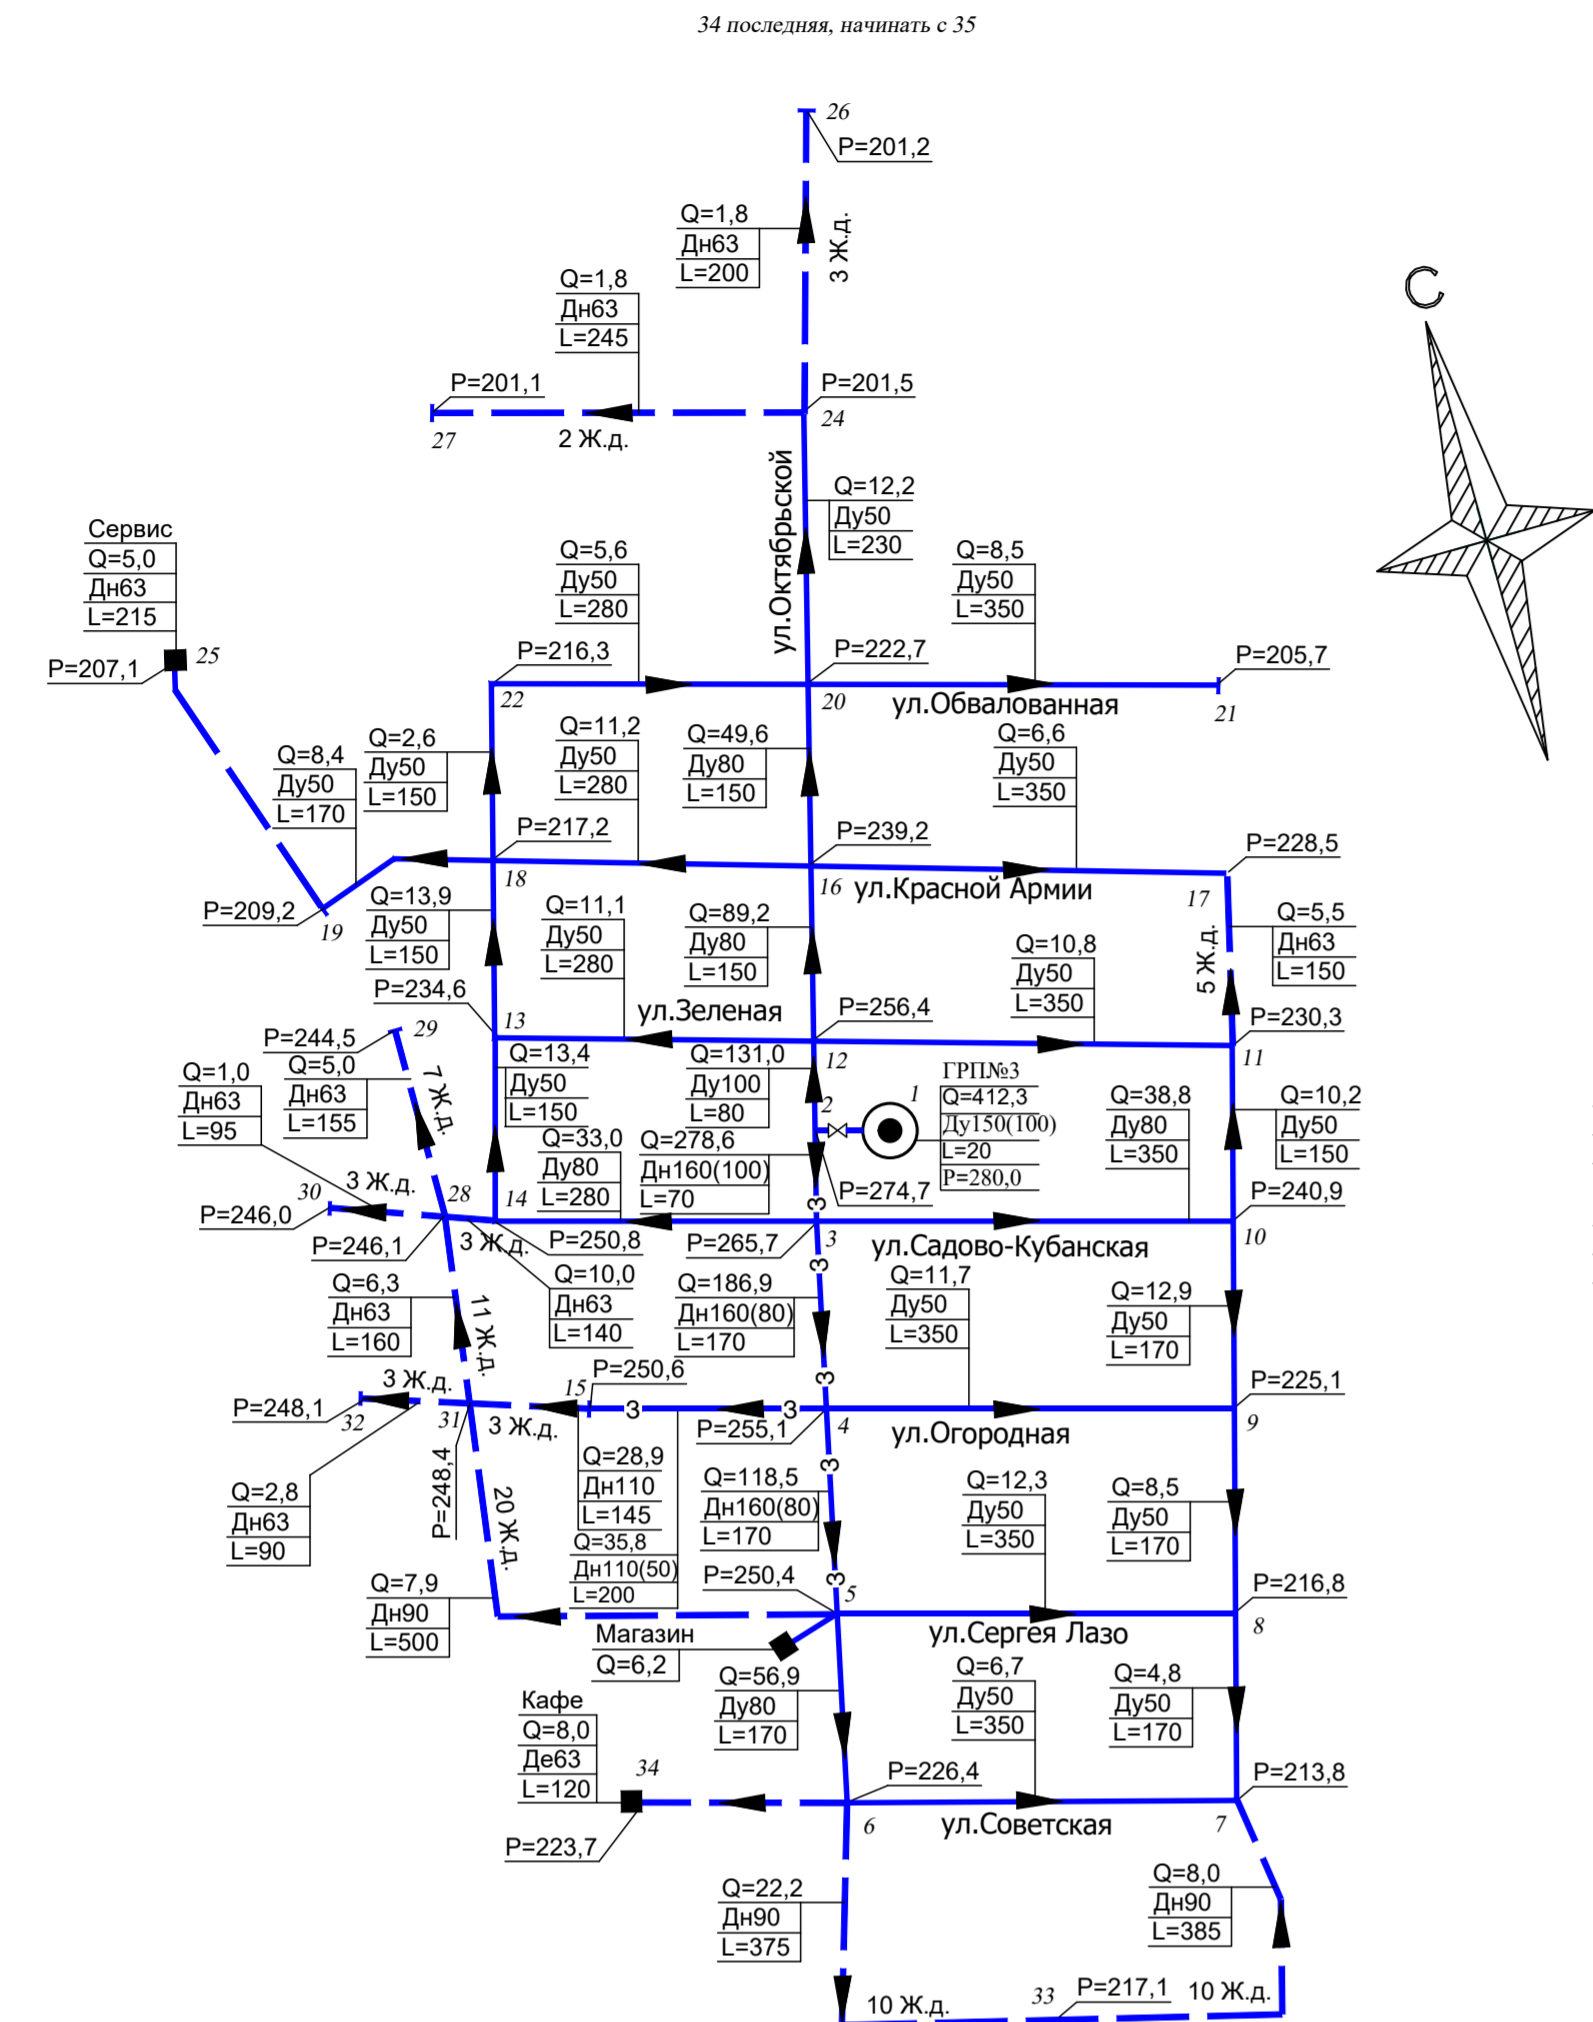 34 последняя, начинать с 35
26
P=201,2
Q=1,8
Дн63
L=200
3 Ж.д.
С
Q=1,8
Дн63
L=245
P=201,1
27
2 Ж.д.
P=201,5
24
ул.Октябрьской
Q=12,2
Ду50
L=230
Сервис
Q=5,0
Дн63
L=215
P=207,1
25
Q=5,6
Ду50
L=280
Q=8,5
Ду50
L=350
P=216,3
22
P=222,7
20
ул.Обвалованная
P=205,7
21
Q=8,4
Ду50
L=170
Q=2,6
Ду50
L=150
Q=11,2
Ду50
L=280
Q=49,6
Ду80
L=150
Q=6,6
Ду50
L=350
P=217,2
18
P=239,2
16
ул.Красной Армии
P=228,5
17
P=209,2
19
Q=13,9
Ду50
L=150
Q=11,1
Ду50
L=280
Q=89,2
Ду80
L=150
Q=10,8
Ду50
L=350
5 Ж.д.
Q=5,5
Дн63
L=150
P=234,6
13
ул.Зеленая
P=256,4
12
P=230,3
11
P=244,5
29
Q=1,0
Дн63
L=95
Q=5,0
Дн63
L=155
7 Ж.д.
Q=13,4
Ду50
L=150
Q=131,0
Ду100
L=80
2
1
ГРП№3
Q=412,3
Ду150(100)
L=20
P=280,0
Q=38,8
Ду80
L=350
Q=10,2
Ду50
L=150
Q=33,0
Ду80
L=280
Q=278,6
Дн160(100)
L=70
P=274,7
З
30
3 Ж.д.
28
14
P=246,0
P=246,1
3 Ж.д.
P=250,8
P=265,7
3
ул.Садово-Кубанская
P=240,9
10
З
Q=6,3
Дн63
L=160
11 Ж.д.
Q=10,0
Дн63
L=140
Q=186,9
Дн160(80)
L=170
Q=11,7
Ду50
L=350
Q=12,9
Ду50
L=170
З
3 Ж.д.
P=248,1
32
31
3 Ж.д.
15
P=250,6
З
З
P=255,1
4
ул.Огородная
P=225,1
9
P=248,4
Q=2,8
Дн63
L=90
20 Ж.д.
Q=28,9
Дн110
L=145
Q=35,8
Дн110(50)
L=200
З
Q=118,5
Дн160(80)
L=170
Q=12,3
Ду50
L=350
Q=8,5
Ду50
L=170
З
Q=7,9
Дн90
L=500
P=250,4
5
Магазин
Q=6,2
ул.Сергея Лазо
P=216,8
8
Q=56,9
Ду80
L=170
Q=6,7
Ду50
L=350
Q=4,8
Ду50
L=170
Кафе
Q=8,0
Де63
L=120
34
P=223,7
P=226,4
6
ул.Советская
P=213,8
7
Q=22,2
Дн90
L=375
Q=8,0
Дн90
L=385
10 Ж.д.
33
P=217,1
10 Ж.д.